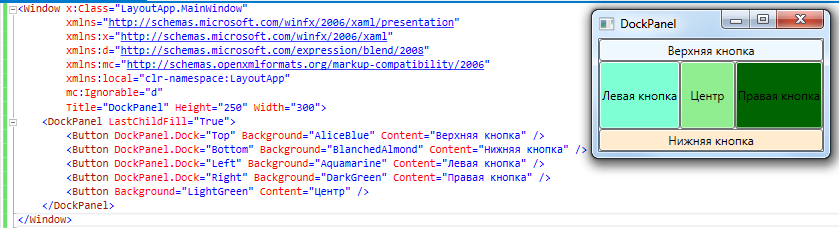 <Window x:Class="LayoutApp.MainWindow"
xmlns="http://schemas.microsoft.com/winfx/2006/xaml/presentation"
xmlns:x="http://schemas.microsoft.com/winfx/2006/xaml"
xmlns:d="http://schemas.microsoft.com/expression/blend/2008"
xmlns:mc="http://schemas.openxmlformats.org/markup-compatibility/2006"
xmlns:local="clr-namespace:LayoutApp"
mc:Ignorable="d"
Title="DockPanel" Height="250" Width="300">
<DockPanel LastChildFill="True">
<Button DockPanel.Dock="Top" Background="AliceBlue" Content="Верхняя кнопка" />
<Button DockPanel.Dock="Bottom" Background="BlanchedAlmond" Content="Нижняя кнопка" />
<Button DockPanel.Dock="Left" Background="Aquamarine" Content="Левая кнопка" />
<Button DockPanel.Dock="Right" Background="DarkGreen" Content="Правая кнопка" />
<Button Background="LightGreen" Content="Центр" />
</DockPanel>
</Window>
DockPanel
Верхняя кнопка
Левая кнопка Центр Правая кнопка
Нижняя кнопка